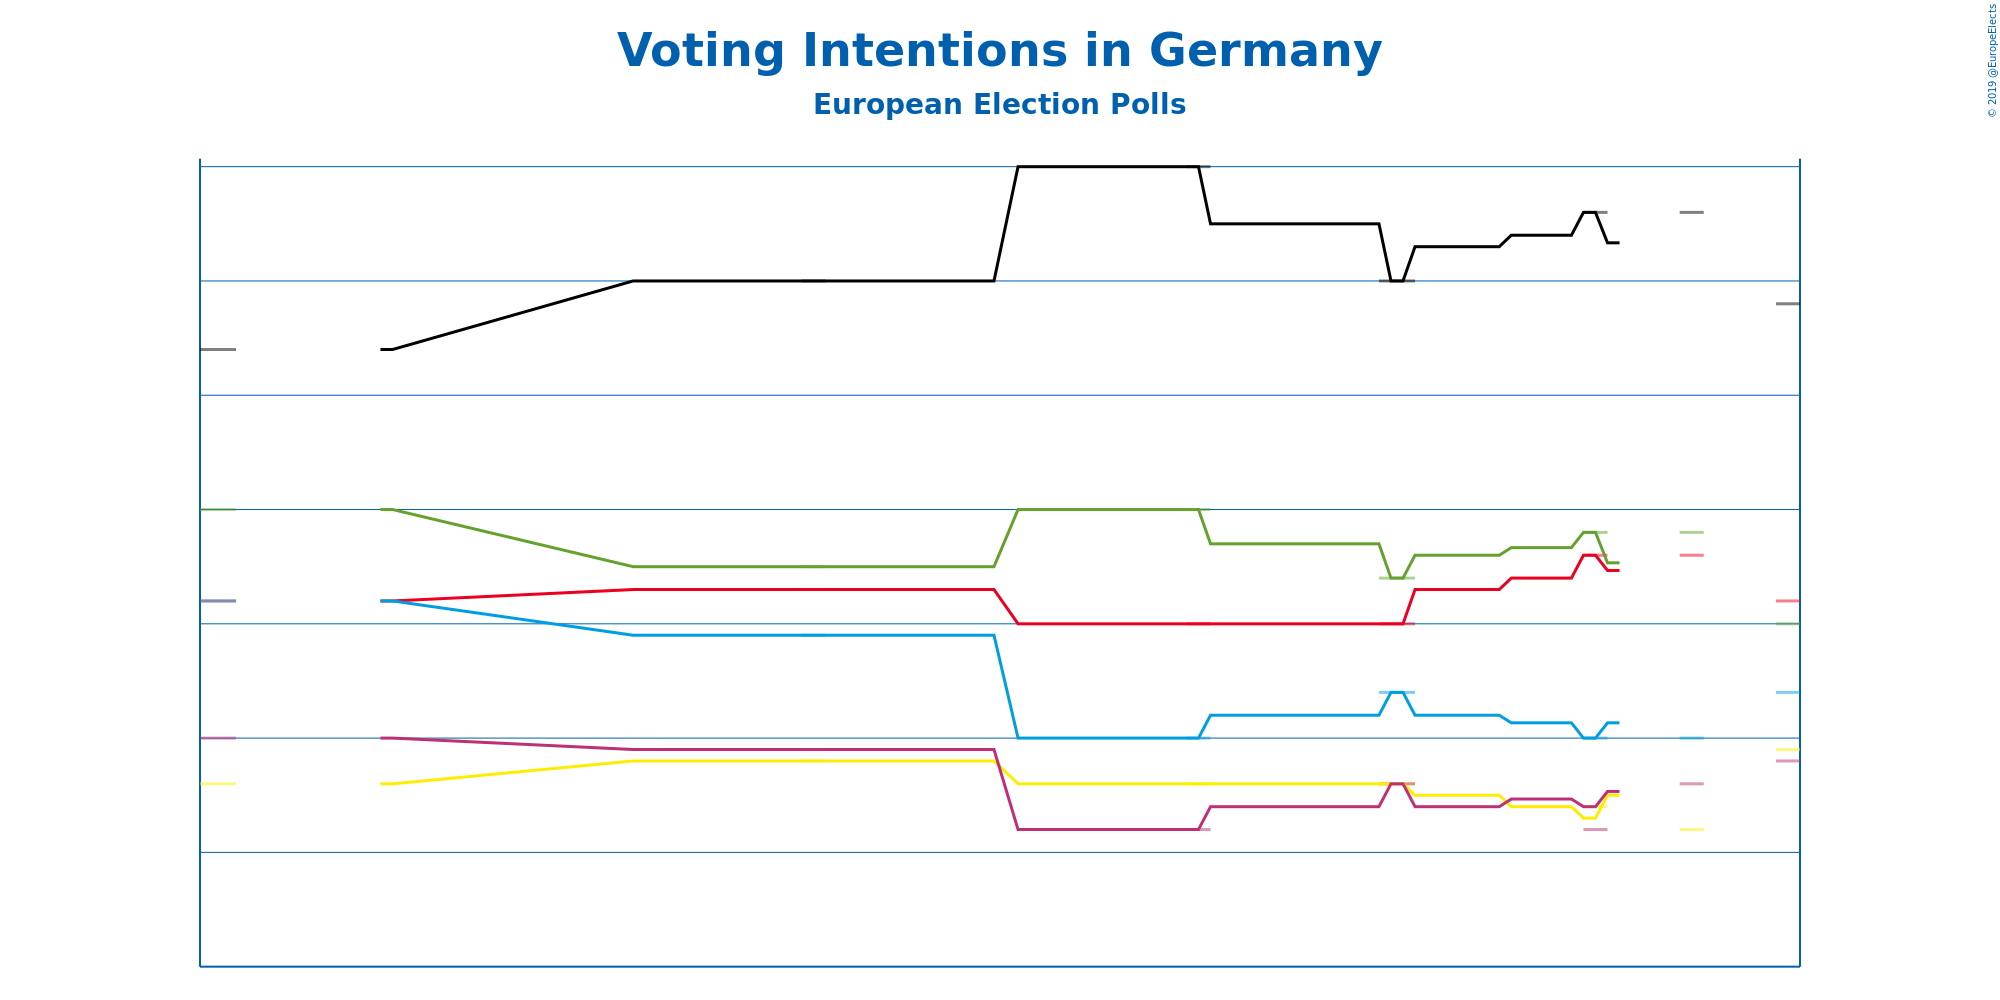 Voting Intentions in Germany
European Election Polls
© 2019 @EuropeElects